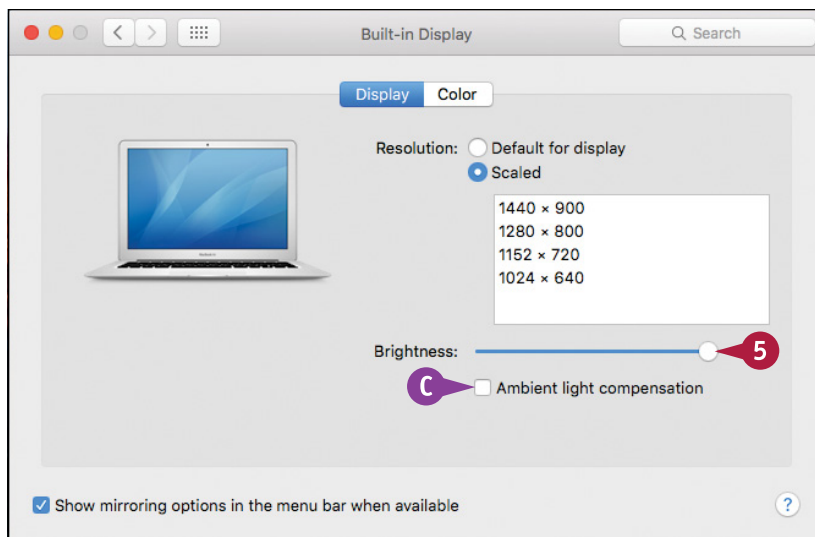 Built-in Display
Search
Display Color
Resolution: Default for display
Scaled
1440 × 900
1280 × 800
1152 × 720
1024 × 640
Brightness: 5
C Ambient light compensation
Show mirroring options in the menu bar when available ?